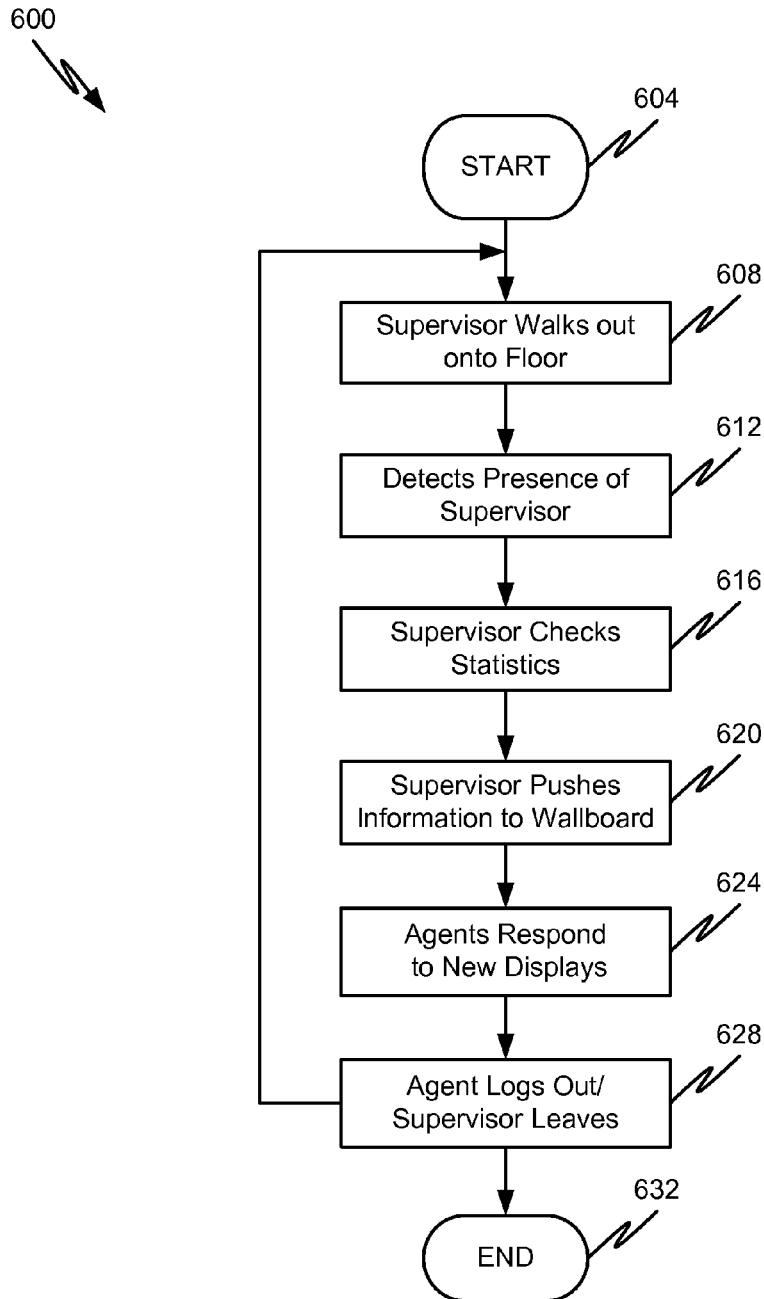 600
604
START
608
Supervisor Walks out
onto Floor
612
Detects Presence of
Supervisor
616
Supervisor Checks
Statistics
620
Supervisor Pushes
Information to Wallboard
624
Agents Respond
to New Displays
628
Agent Logs Out/
Supervisor Leaves
632
END